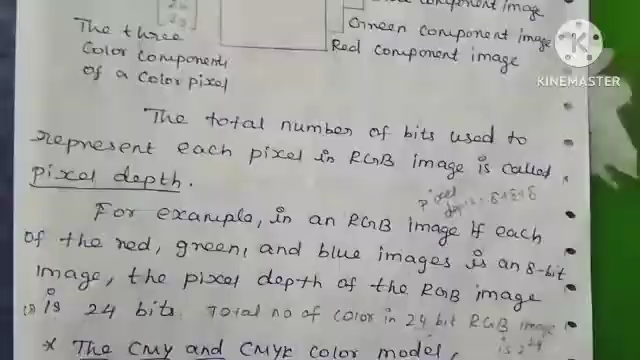 component image
Green component image
Red component image
The three
Color components
of a color pixel
K
KINEMASTER
The total number of bits used to
represent each pixel in RGB image is called
pixel depth.
pixel
depth = 8+8+8
For example, in an RGB image if each
of the red, green, and blue images is an 8-bit
image, the pixel depth of the RGB image
is 24 bits. Total no of color in 24 bit RGB image
is 2^24
* The CMY and CMYK color model.